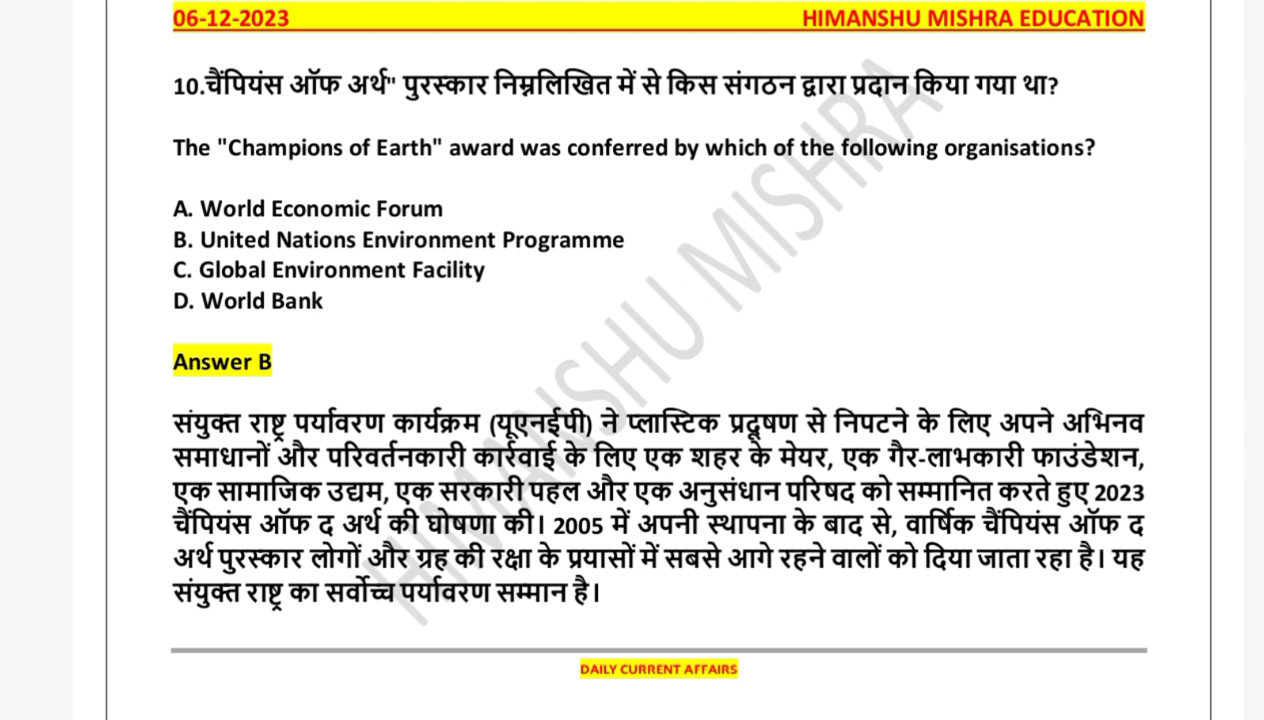 06-12-2023 HIMANSHU MISHRA EDUCATION
10.चैंपियंस ऑफ अर्थ" पुरस्कार निम्नलिखित में से किस संगठन द्वारा प्रदान किया गया था?
The "Champions of Earth" award was conferred by which of the following organisations?
A. World Economic Forum
B. United Nations Environment Programme
C. Global Environment Facility
D. World Bank
Answer B
संयुक्त राष्ट्र पर्यावरण कार्यक्रम (यूएनईपी) ने प्लास्टिक प्रदूषण से निपटने के लिए अपने अभिनव
समाधानों और परिवर्तनकारी कार्रवाई के लिए एक शहर के मेयर, एक गैर-लाभकारी फाउंडेशन,
एक सामाजिक उद्यम, एक सरकारी पहल और एक अनुसंधान परिषद को सम्मानित करते हुए 2023
चैंपियंस ऑफ द अर्थ की घोषणा की। 2005 में अपनी स्थापना के बाद से, वार्षिक चैंपियंस ऑफ द
अर्थ पुरस्कार लोगों और ग्रह की रक्षा के प्रयासों में सबसे आगे रहने वालों को दिया जाता रहा है। यह
संयुक्त राष्ट्र का सर्वोच्च पर्यावरण सम्मान है।
HIMANSHU MISHRA
DAILY CURRENT AFFAIRS